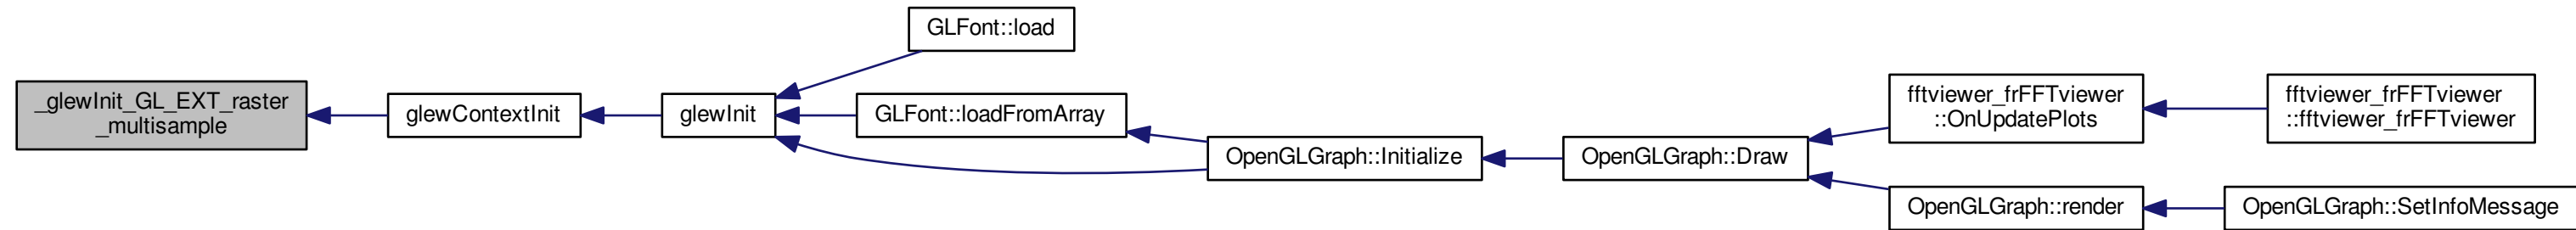 _glewInit_GL_EXT_raster
_multisample
glewContextInit
glewInit
GLFont::load
GLFont::loadFromArray
OpenGLGraph::Initialize
OpenGLGraph::Draw
fftviewer_frFFTviewer
::OnUpdatePlots
fftviewer_frFFTviewer
::fftviewer_frFFTviewer
OpenGLGraph::render
OpenGLGraph::SetInfoMessage